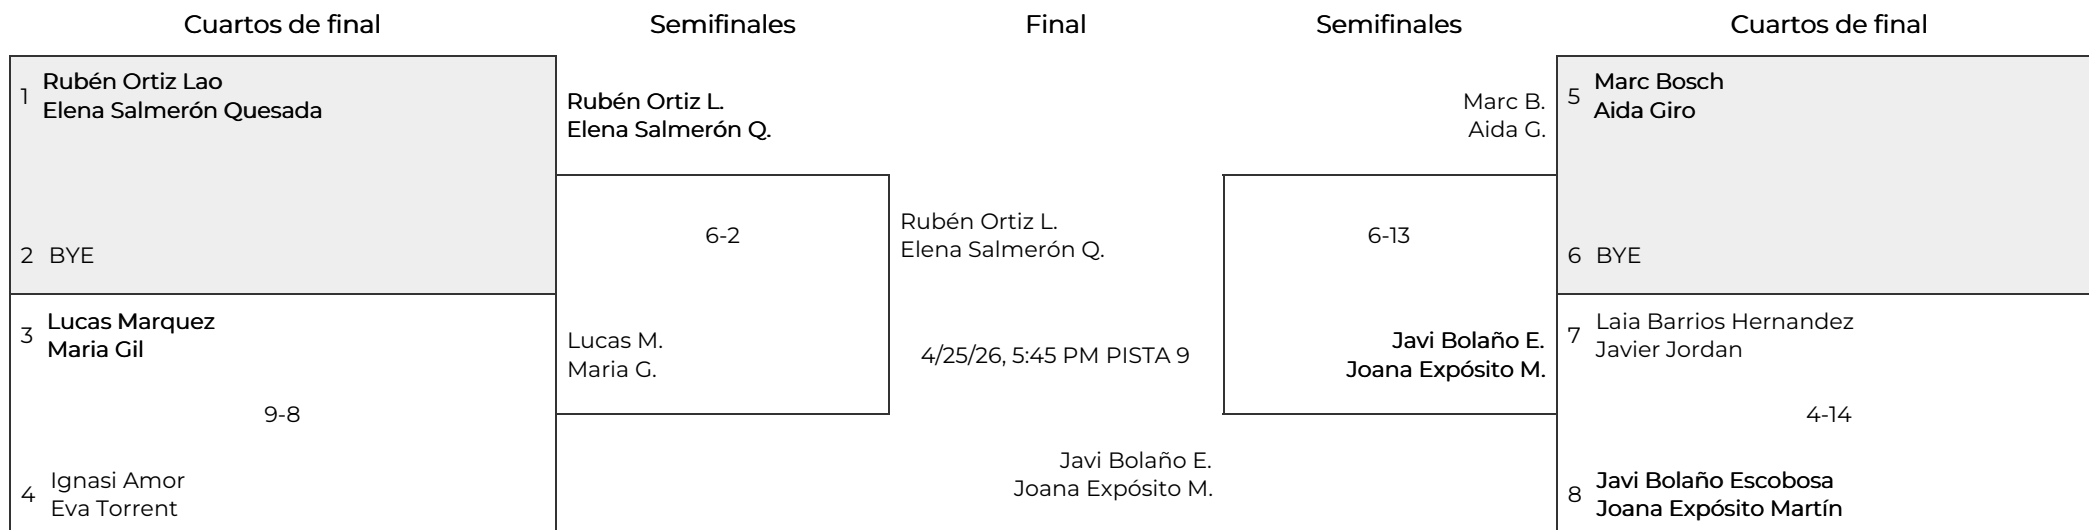 Cuartos de final
Semifinales
Final
Semifinales
Cuartos de final
1
Rubén Ortiz Lao
Elena Salmerón Quesada
2 BYE
3
Lucas Marquez
Maria Gil
9-8
4
Ignasi Amor
Eva Torrent
Rubén Ortiz L.
Elena Salmerón Q.
6-2
Lucas M.
Maria G.
Rubén Ortiz L.
Elena Salmerón Q.
4/25/26, 5:45 PM PISTA 9
Javi Bolaño E.
Joana Expósito M.
Marc B.
Aida G.
6-13
Javi Bolaño E.
Joana Expósito M.
5
Marc Bosch
Aida Giro
6 BYE
7
Laia Barrios Hernandez
Javier Jordan
4-14
8
Javi Bolaño Escobosa
Joana Expósito Martín